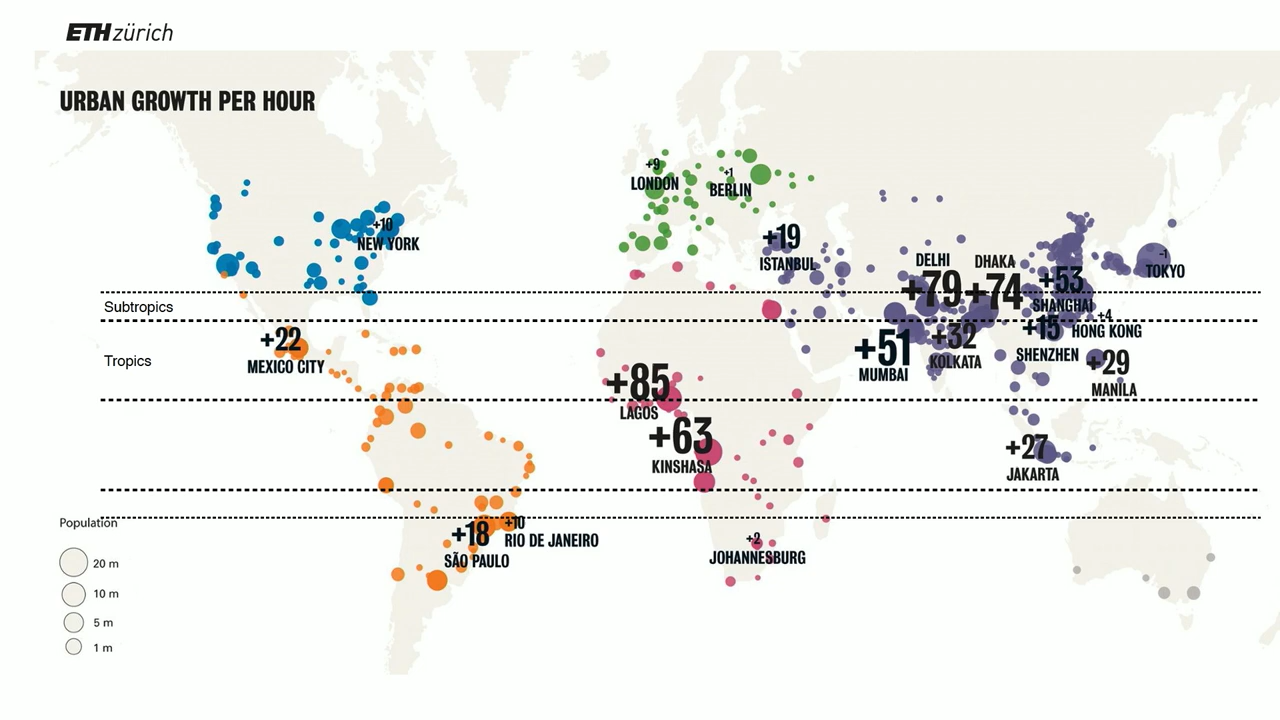 ETH zürich
URBAN GROWTH PER HOUR
+9
LONDON
+1
BERLIN
+10
NEW YORK
+19
ISTANBUL
DELHI
+79
DHAKA
+74
+53
SHANGHAI
-1
TOKYO
Subtropics
+4
HONG KONG
+15
SHENZHEN
+32
KOLKATA
+51
MUMBAI
+22
MEXICO CITY
Tropics
+29
MANILA
+85
LAGOS
+63
KINSHASA
+27
JAKARTA
Population
+18
SÃO PAULO
+10
RIO DE JANEIRO
+2
JOHANNESBURG
20 m
10 m
5 m
1 m